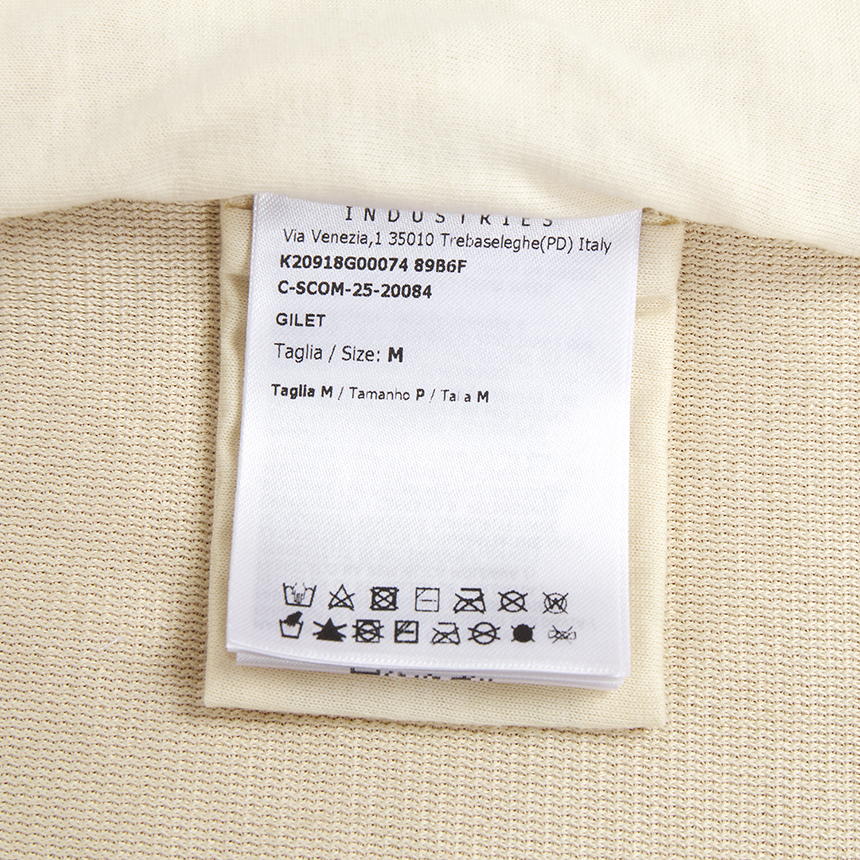 INDUSTRIES
Via Venezia,1 35010 Trebaseleghe(PD) Italy
K20918G00074 89B6F
C-SCOM-25-20084
GILET
Taglia / Size: M
Taglia M / Tamanho P / Talla M